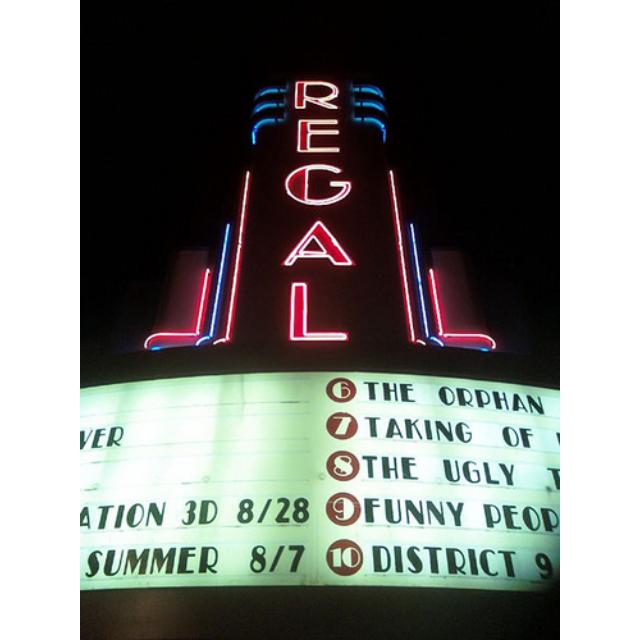 REGAL
VER
ATION 3D 8/28
SUMMER 8/7
6 THE ORPHAN
7 TAKING OF
8 THE UGLY T
9 FUNNY PEOP
10 DISTRICT 9